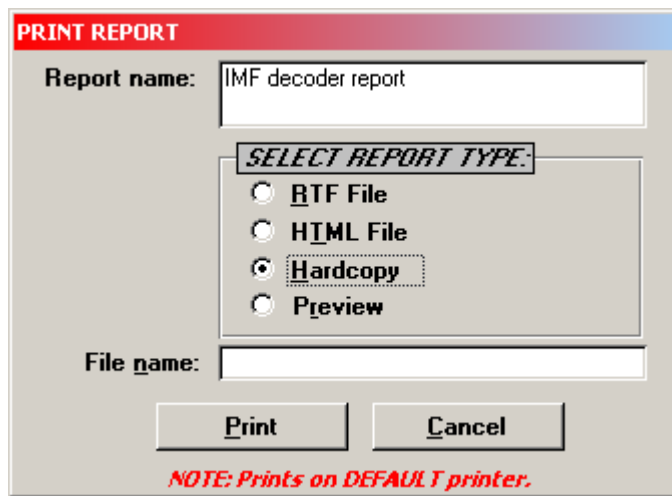 PRINT REPORT
Report name:
IMF decoder report
SELECT REPORT TYPE:
RTF File
HTML File
Hardcopy
Preview
File name:
Print
Cancel
NOTE: Prints on DEFAULT printer.